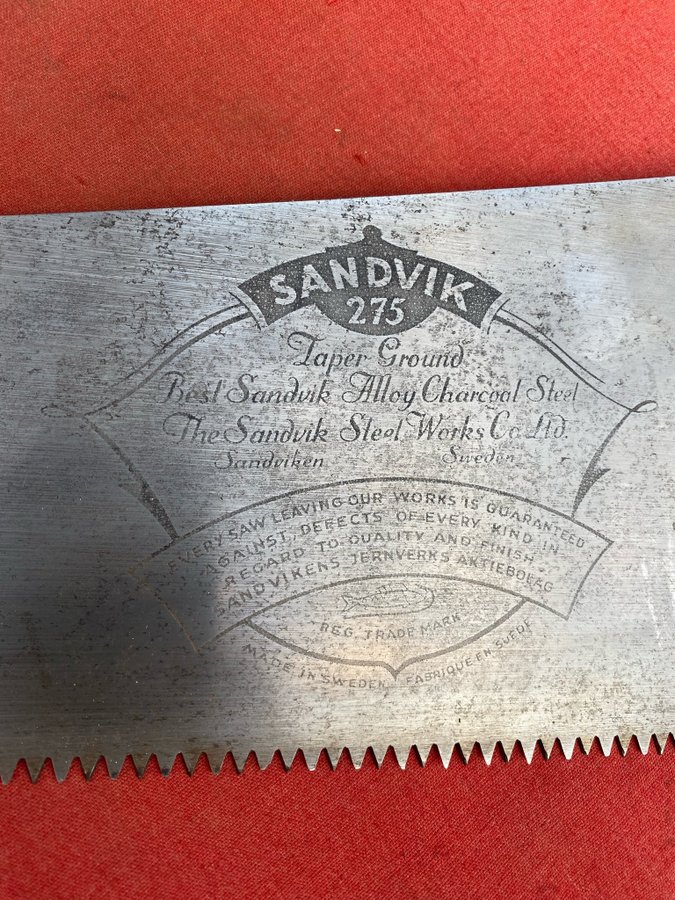 SANDVIK
275
Taper Ground
Best Sandvik Alloy Charcoal Steel
The Sandvik Steel Works Co. Ltd.
Sandviken Sweden
EVERY SAW LEAVING OUR WORKS IS GUARANTEED
AGAINST DEFECTS OF EVERY KIND IN
REGARD TO QUALITY AND FINISH
SANDVIKENS JERNVERKS AKTIEBOLAG
REG. TRADE MARK
MADE IN SWEDEN FABRIQUE EN SUÈDE